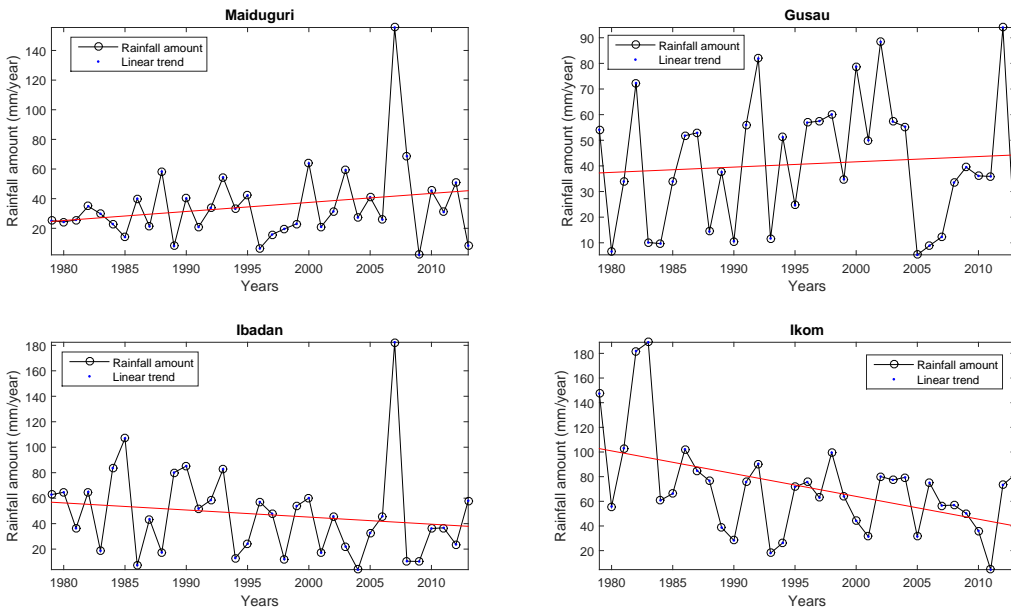 Maiduguri
Rainfall amount (mm/year)
140
120
100
80
60
40
20
Rainfall amount
Linear trend
1980 1985 1990 1995 2000 2005 2010
Years
Gusau
Rainfall amount (mm/year)
90
80
70
60
50
40
30
20
10
Rainfall amount
Linear trend
1980 1985 1990 1995 2000 2005 2010
Years
Ibadan
Rainfall amount (mm/year)
180
160
140
120
100
80
60
40
20
Rainfall amount
Linear trend
1980 1985 1990 1995 2000 2005 2010
Years
Ikom
Rainfall amount (mm/year)
180
160
140
120
100
80
60
40
20
Rainfall amount
Linear trend
1980 1985 1990 1995 2000 2005 2010
Years